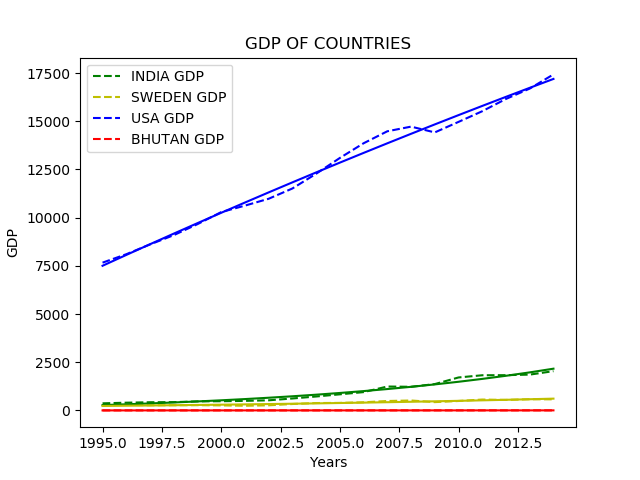 GDP OF COUNTRIES
INDIA GDP
SWEDEN GDP
USA GDP
BHUTAN GDP
17500
15000
12500
10000
7500
5000
2500
0
GDP
1995.0 1997.5 2000.0 2002.5 2005.0 2007.5 2010.0 2012.5
Years